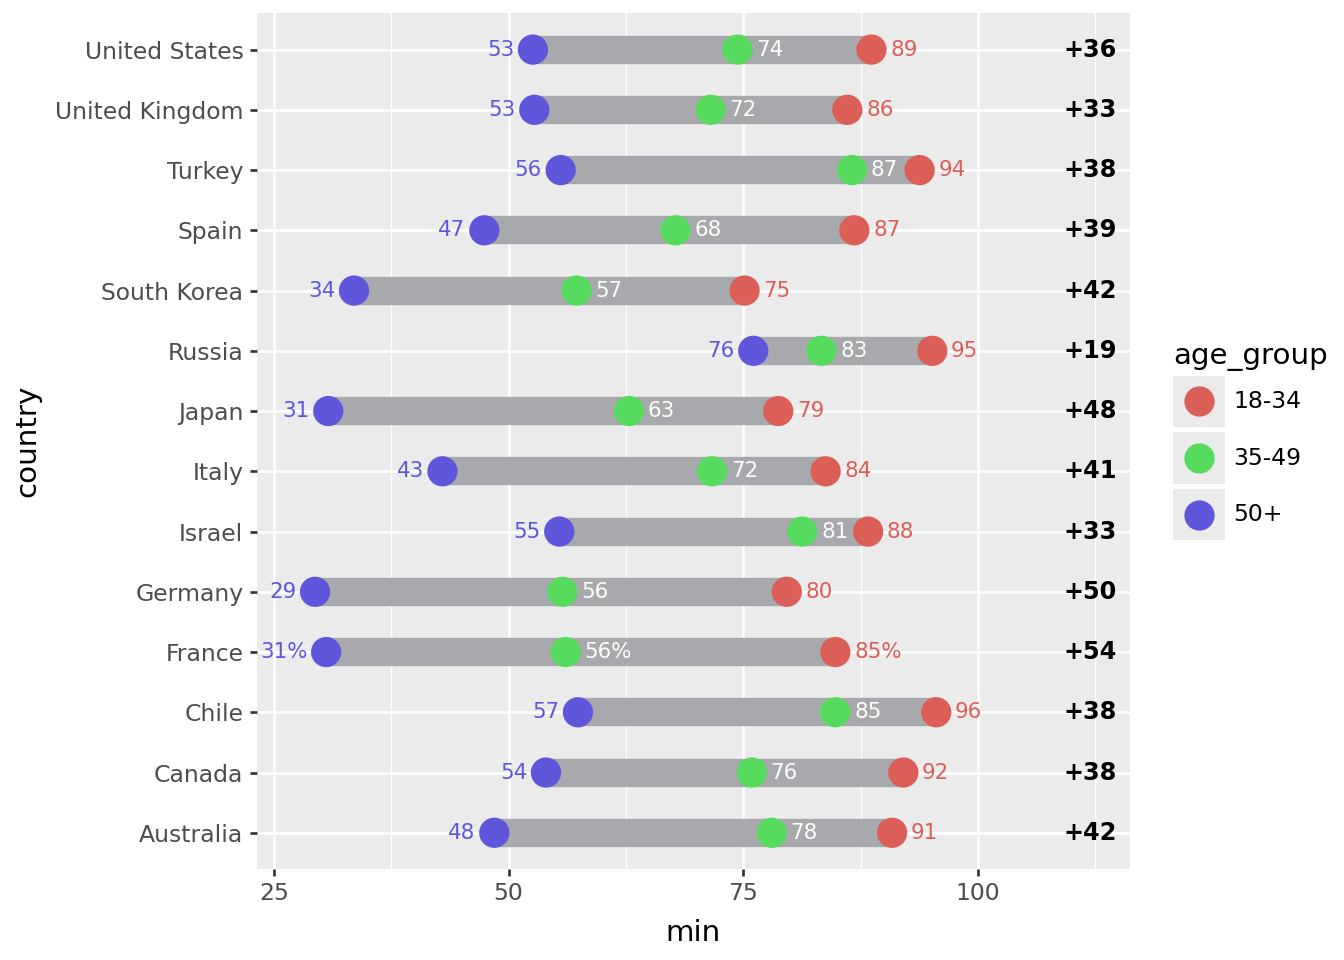 United States 53 74 89 +36
United Kingdom 53 72 86 +33
Turkey 56 87 94 +38
Spain 47 68 87 +39
South Korea 34 57 75 +42
Russia 76 83 95 +19
Japan 31 63 79 +48
Italy 43 72 84 +41
Israel 55 81 88 +33
Germany 29 56 80 +50
France 31% 56% 85% +54
Chile 57 85 96 +38
Canada 54 76 92 +38
Australia 48 78 91 +42
25 50 75 100
min
country
age_group
18-34
35-49
50+